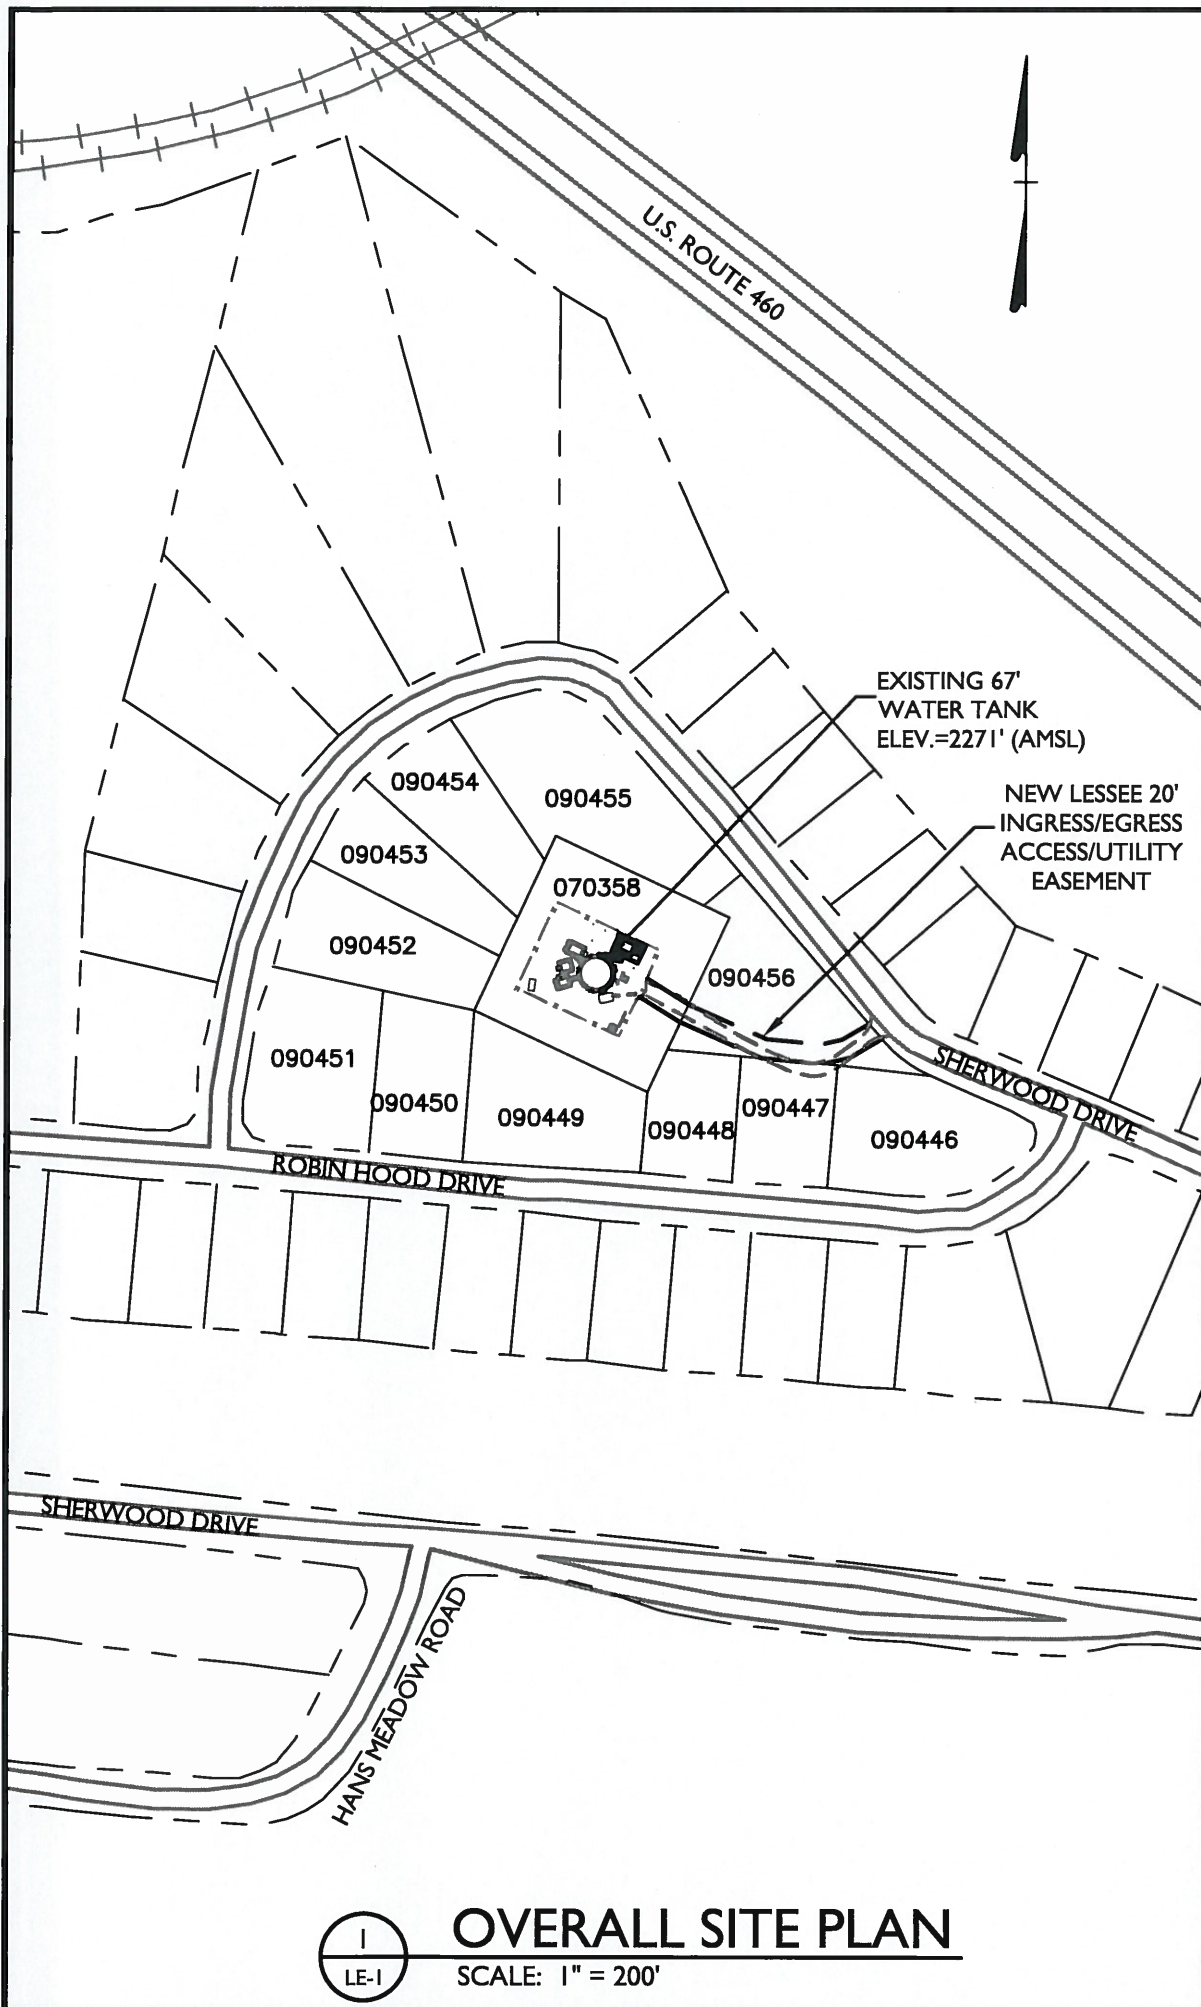 U.S. ROUTE 460
EXISTING 67'
WATER TANK
ELEV.=2271' (AMSL)
NEW LESSEE 20'
INGRESS/EGRESS
ACCESS/UTILITY
EASEMENT
090454
090455
090453
070358
090452
090456
090451
090450
090449
090448
090447
090446
SHERWOOD DRIVE
ROBIN HOOD DRIVE
SHERWOOD DRIVE
HANS MEADOW ROAD
1
LE-1
OVERALL SITE PLAN
SCALE: 1" = 200'